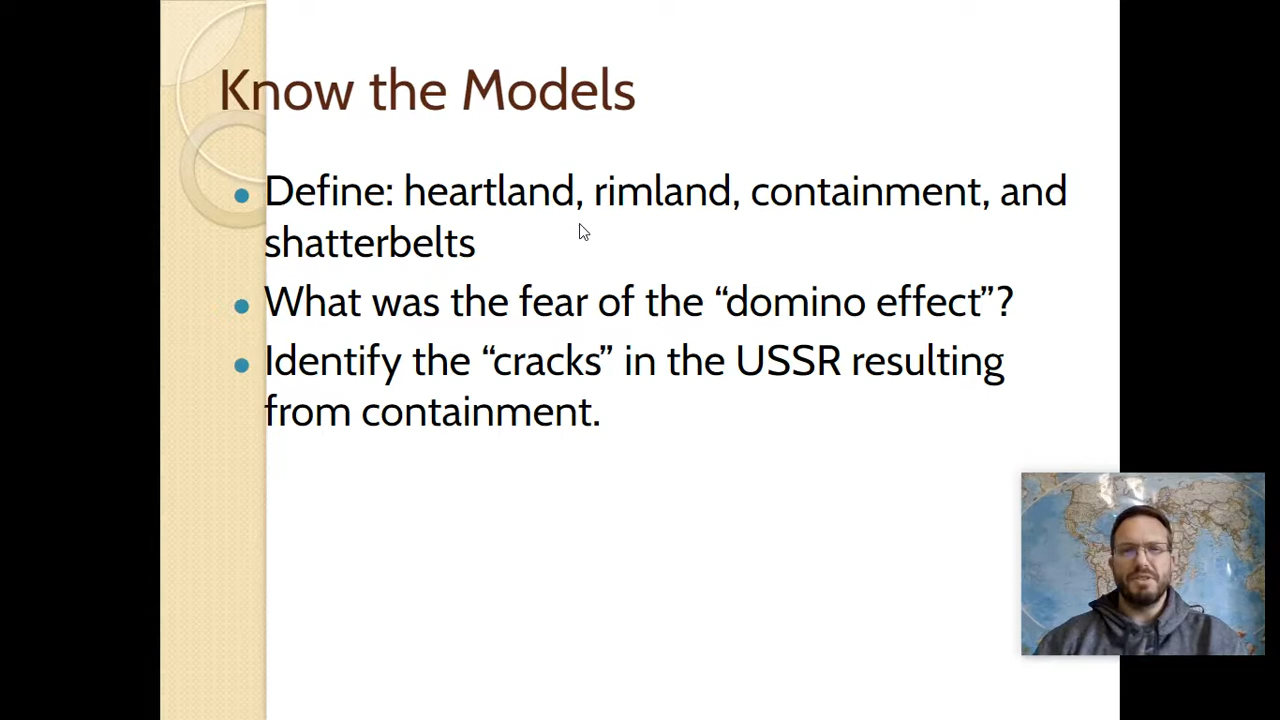 Know the Models
Define: heartland, rimland, containment, and
shatterbelts
What was the fear of the “domino effect”?
Identify the “cracks” in the USSR resulting
from containment.